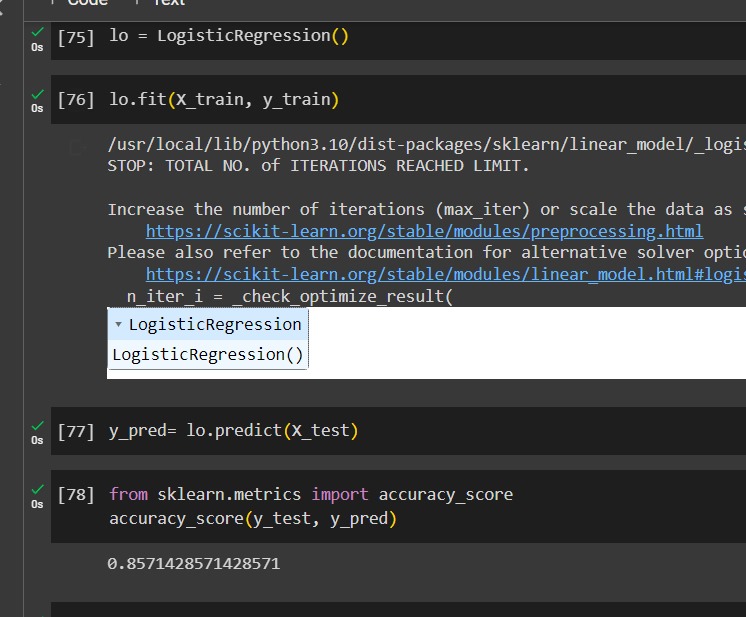 + Code + Text
0s [75] lo = LogisticRegression()
0s [76] lo.fit(X_train, y_train)
/usr/local/lib/python3.10/dist-packages/sklearn/linear_model/_logis
STOP: TOTAL NO. of ITERATIONS REACHED LIMIT.
Increase the number of iterations (max_iter) or scale the data as s
https://scikit-learn.org/stable/modules/preprocessing.html
Please also refer to the documentation for alternative solver optio
https://scikit-learn.org/stable/modules/linear_model.html#logis
n_iter_i = _check_optimize_result(
▾ LogisticRegression
LogisticRegression()
0s [77] y_pred= lo.predict(X_test)
0s [78] from sklearn.metrics import accuracy_score
accuracy_score(y_test, y_pred)
0.8571428571428571